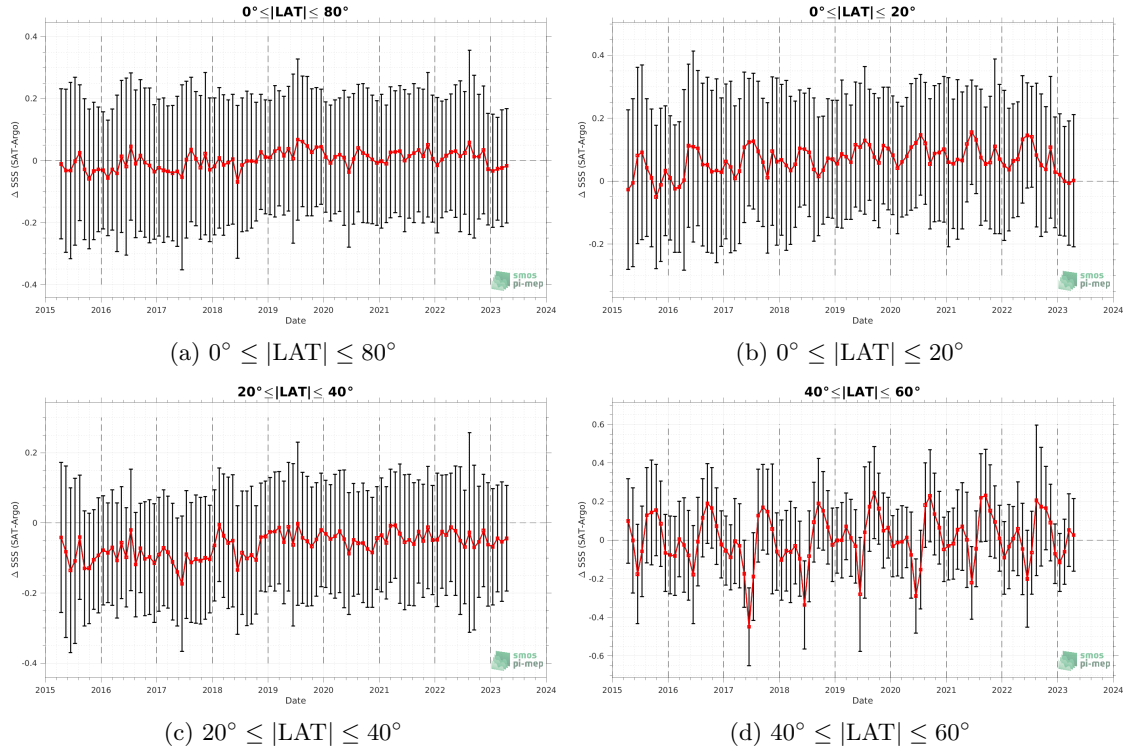 0°≤|LAT|≤ 80°
Δ SSS (SAT-Argo)
0.4
0.2
0
-0.2
-0.4
2015 2016 2017 2018 2019 2020 2021 2022 2023 2024
Date
smos
pi-mep
(a) 0° ≤ |LAT| ≤ 80°
0°≤|LAT|≤ 20°
Δ SSS (SAT-Argo)
0.4
0.2
0
-0.2
2015 2016 2017 2018 2019 2020 2021 2022 2023 2024
Date
smos
pi-mep
(b) 0° ≤ |LAT| ≤ 20°
20°≤|LAT|≤ 40°
Δ SSS (SAT-Argo)
0.2
0
-0.2
-0.4
2015 2016 2017 2018 2019 2020 2021 2022 2023 2024
Date
smos
pi-mep
(c) 20° ≤ |LAT| ≤ 40°
40°≤|LAT|≤ 60°
Δ SSS (SAT-Argo)
0.6
0.4
0.2
0
-0.2
-0.4
-0.6
2015 2016 2017 2018 2019 2020 2021 2022 2023 2024
Date
smos
pi-mep
(d) 40° ≤ |LAT| ≤ 60°